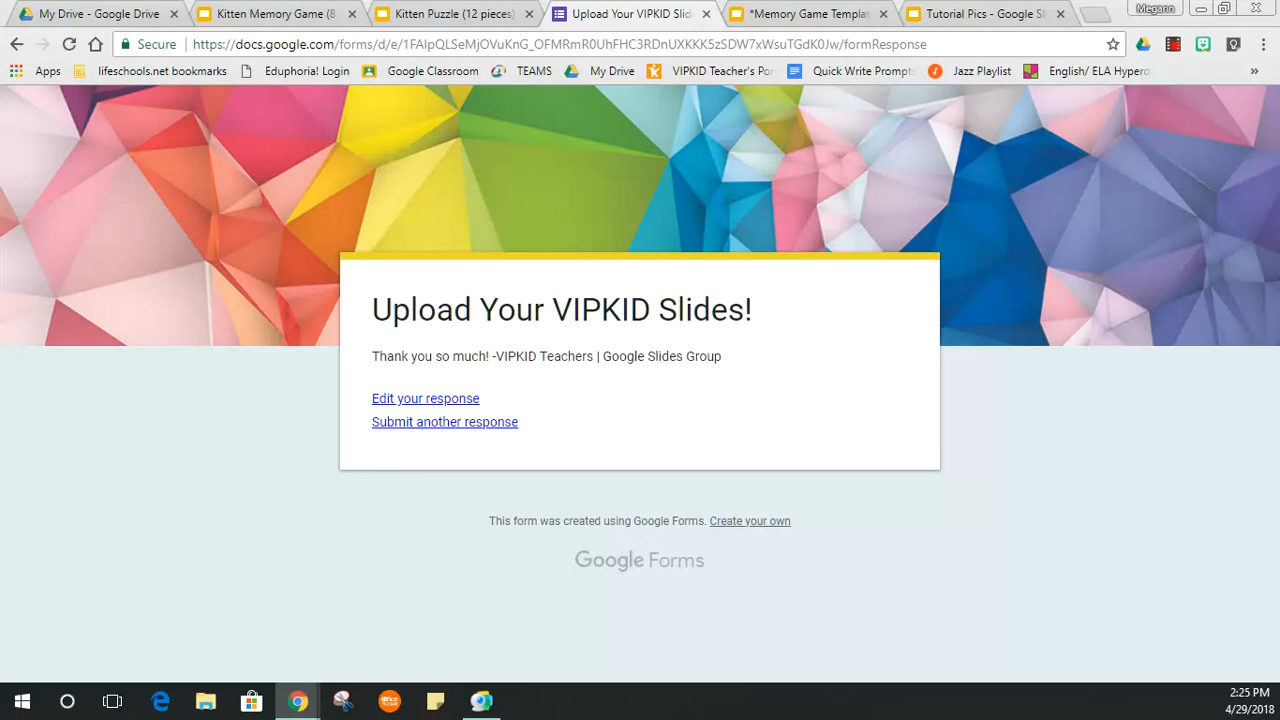 My Drive - Google Drive
Kitten Memory Game (8
Kitten Puzzle (12 pieces)
Upload Your VIPKID Slid
*Memory Game Templat
Tutorial Pics - Google Sl
Megann
Secure
https://docs.google.com/forms/d/e/1FAIpQLSeMjOVuKnG_OFMRmR0UhFHC3RDnUXKKK5zSDW7xWsuTGdK0Jw/formResponse
Apps
lifeschools.net bookmarks
Eduphoria! Login
Google Classroom
TEAMS
My Drive
VIPKID Teacher's Por
Quick Write Prompts
Jazz Playlist
English/ ELA Hyperd
»
Upload Your VIPKID Slides!
Thank you so much! -VIPKID Teachers | Google Slides Group
Edit your response
Submit another response
This form was created using Google Forms. Create your own
Google Forms
2:25 PM
4/29/2018